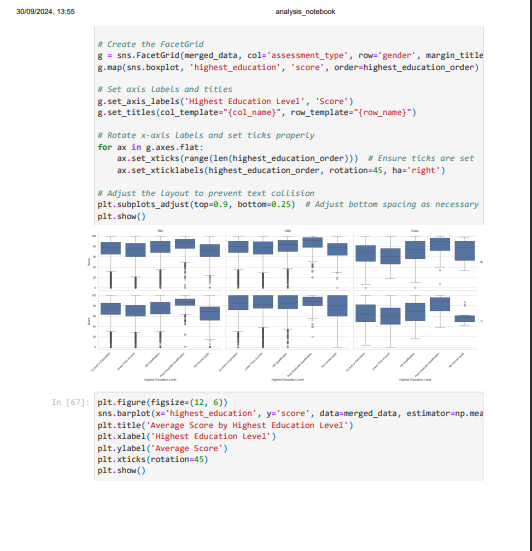 30/09/2024, 13:55
analysis_notebook
# Create the FacetGrid
g = sns.FacetGrid(merged_data, col='assessment_type', row='gender', margin_title
g.map(sns.boxplot, 'highest_education', 'score', order=highest_education_order)
# Set axis labels and titles
g.set_axis_labels('Highest Education Level', 'Score')
g.set_titles(col_template="{col_name}", row_template="{row_name}")
# Rotate x-axis labels and set ticks properly
for ax in g.axes.flat:
ax.set_xticks(range(len(highest_education_order))) # Ensure ticks are set
ax.set_xticklabels(highest_education_order, rotation=45, ha='right')
# Adjust the layout to prevent text collision
plt.subplots_adjust(top=0.9, bottom=0.25) # Adjust bottom spacing as necessary
plt.show()
Highest Education Level
Highest Education Level
Highest Education Level
In [67]:
plt.figure(figsize=(12, 6))
sns.barplot(x='highest_education', y='score', data=merged_data, estimator=np.mea
plt.title('Average Score by Highest Education Level')
plt.xlabel('Highest Education Level')
plt.ylabel('Average Score')
plt.xticks(rotation=45)
plt.show()